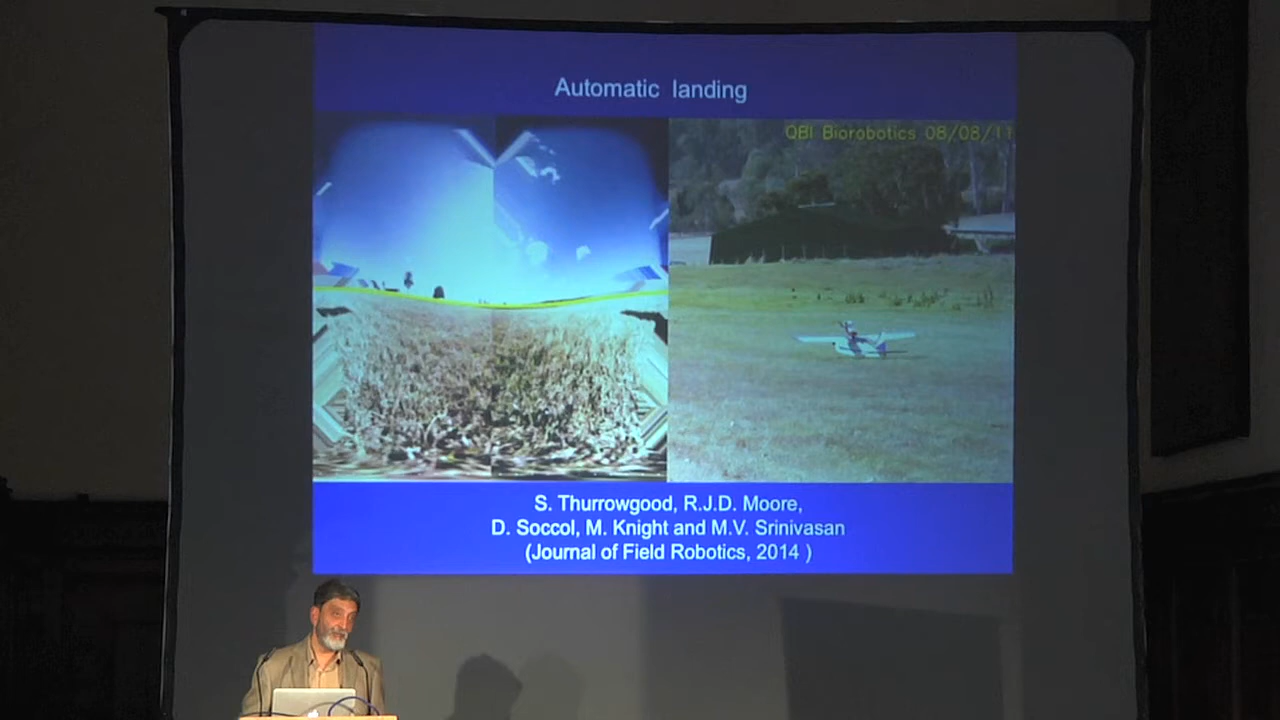 Automatic landing
QBI Biorobotics 08/08/11
S. Thurrowgood, R.J.D. Moore,
D. Soccol, M. Knight and M.V. Srinivasan
(Journal of Field Robotics, 2014 )